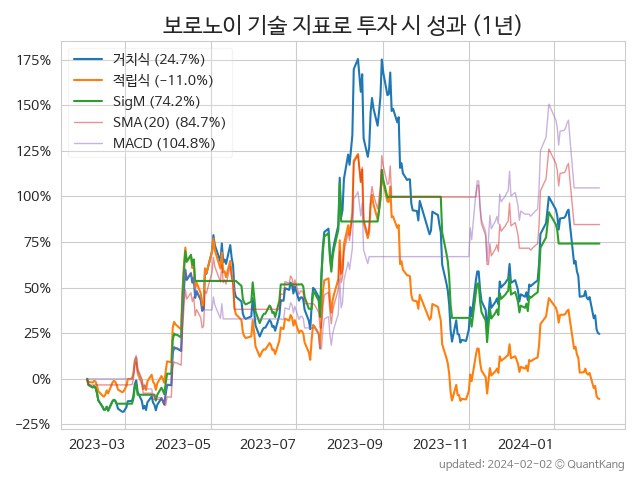 보로노이 기술 지표로 투자 시 성과 (1년)
거치식 (24.7%)
적립식 (−11.0%)
SigM (74.2%)
SMA(20) (84.7%)
MACD (104.8%)
175%
150%
125%
100%
75%
50%
25%
0%
−25%
2023-03 2023-05 2023-07 2023-09 2023-11 2024-01
updated: 2024-02-02 © QuantKang